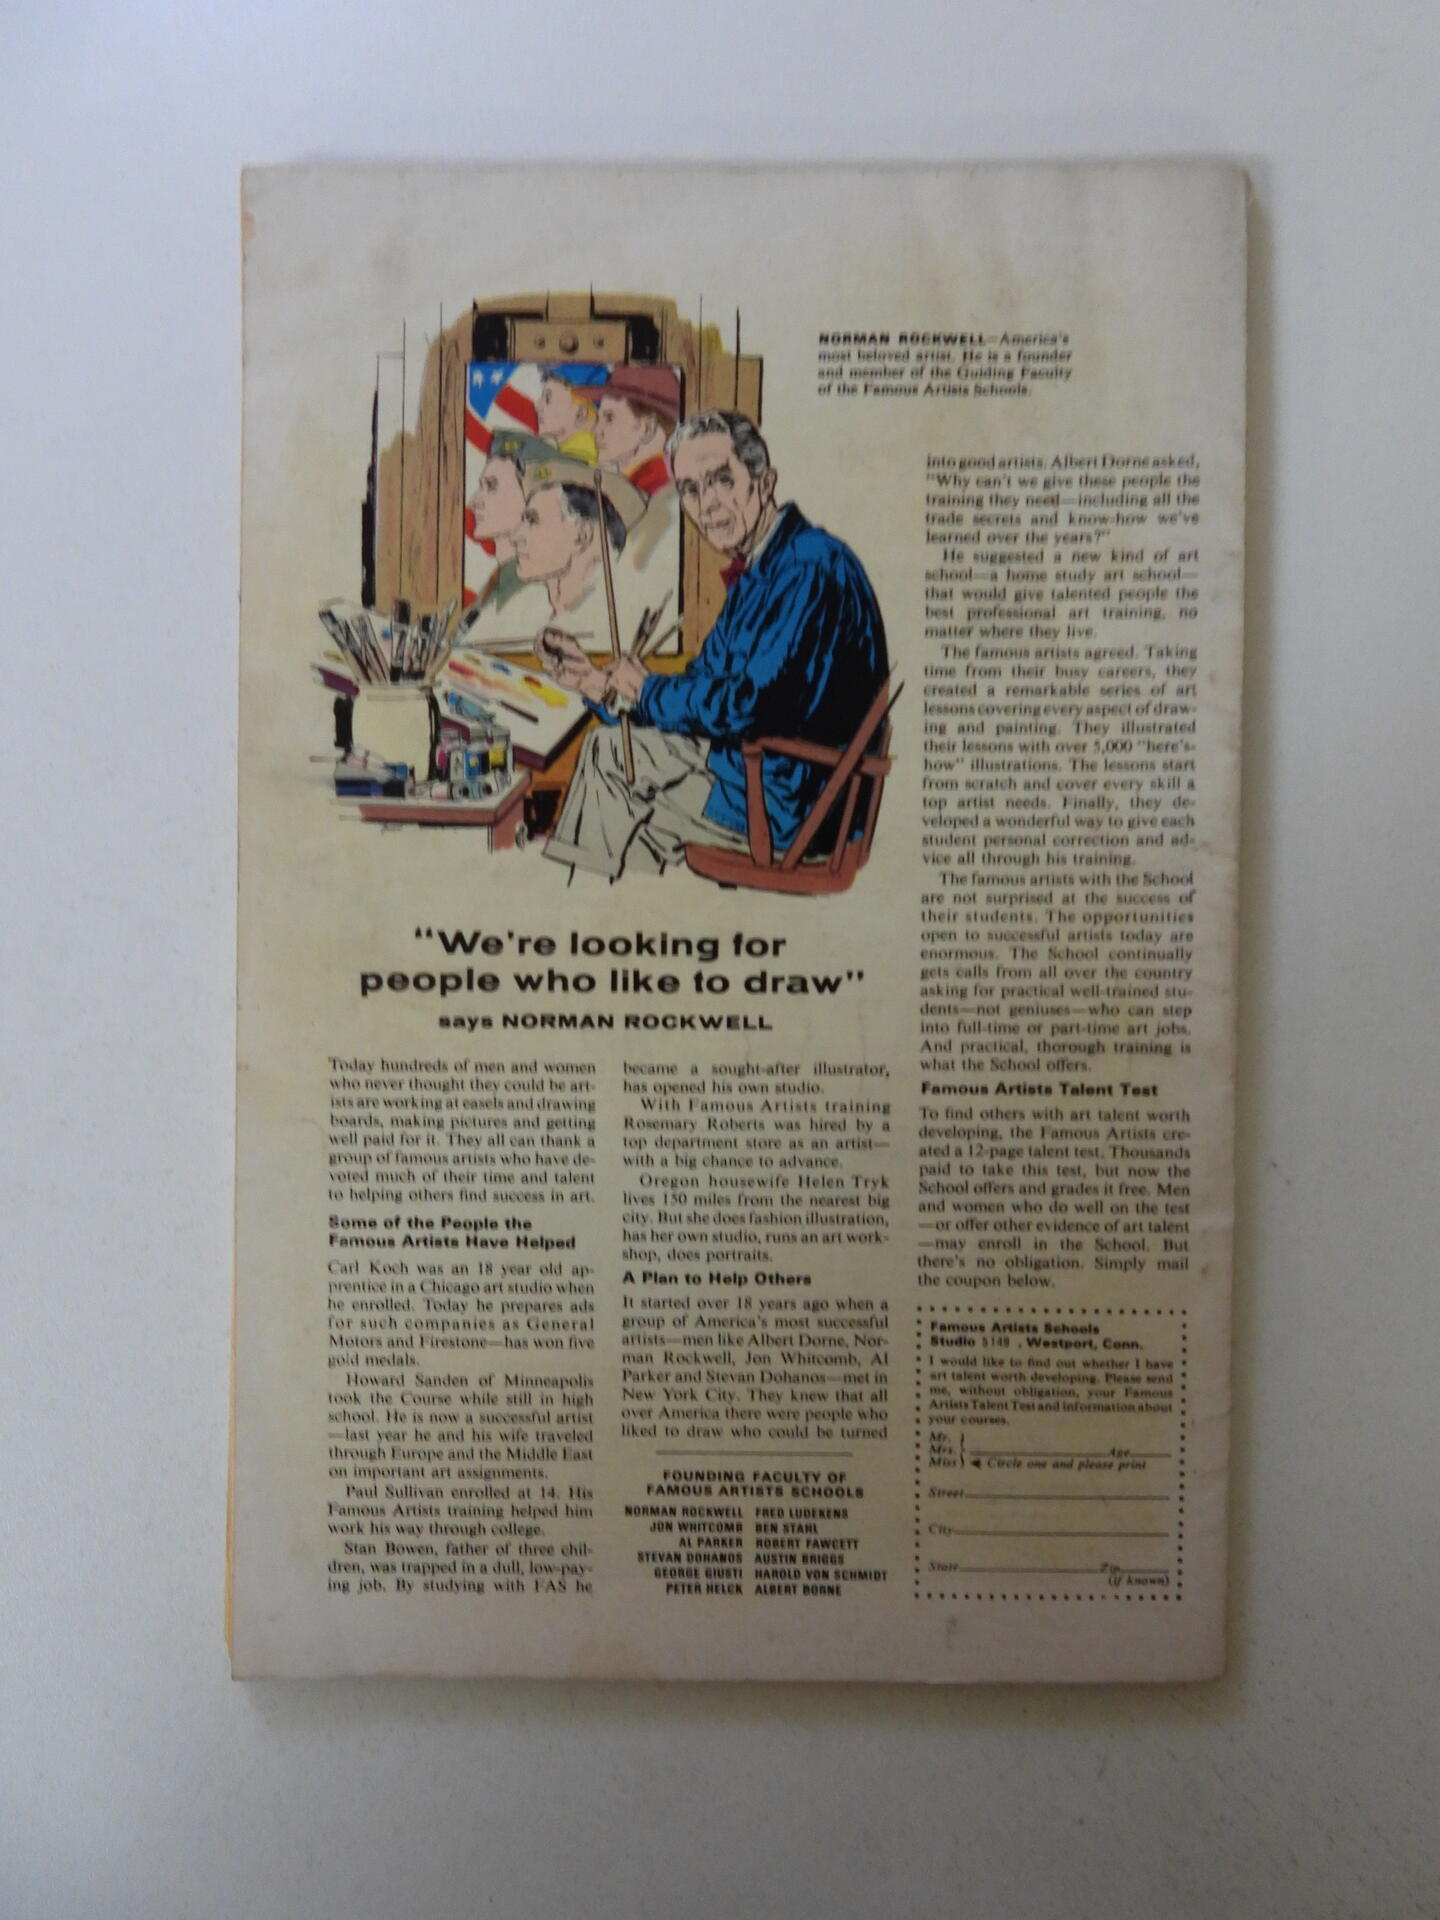 NORMAN ROCKWELL—America's
most beloved artist. He is a founder
and member of the Guiding Faculty
of the Famous Artists Schools.
"We're looking for
people who like to draw"
says NORMAN ROCKWELL
Today hundreds of men and women
who never thought they could be art-
ists are working at easels and drawing
boards, making pictures and getting
well paid for it. They all can thank a
group of famous artists who have de-
voted much of their time and talent
to helping others find success in art.
Some of the People the
Famous Artists Have Helped
Carl Koch was an 18 year old ap-
prentice in a Chicago art studio when
he enrolled. Today he prepares ads
for such companies as General
Motors and Firestone—has won five
gold medals.
Howard Sanden of Minneapolis
took the Course while still in high
school. He is now a successful artist
—last year he and his wife traveled
through Europe and the Middle East
on important art assignments.
Paul Sullivan enrolled at 14. His
Famous Artists training helped him
work his way through college.
Stan Bowen, father of three chil-
dren, was trapped in a dull, low-pay-
ing job. By studying with FAS he
became a sought-after illustrator,
has opened his own studio.
With Famous Artists training
Rosemary Roberts was hired by a
top department store as an artist—
with a big chance to advance.
Oregon housewife Helen Tryk
lives 150 miles from the nearest big
city. But she does fashion illustration,
has her own studio, runs an art work-
shop, does portraits.
A Plan to Help Others
It started over 18 years ago when a
group of America's most successful
artists—men like Albert Dorne, Nor-
man Rockwell, Jon Whitcomb, Al
Parker and Stevan Dohanos—met in
New York City. They knew that all
over America there were people who
liked to draw who could be turned
FOUNDING FACULTY OF
FAMOUS ARTISTS SCHOOLS
NORMAN ROCKWELL FRED LUDEKENS
JON WHITCOMB BEN STAHL
AL PARKER ROBERT FAWCETT
STEVAN DOHANOS AUSTIN BRIGGS
GEORGE GIUSTI HAROLD VON SCHMIDT
PETER HELCK ALBERT DORNE
into good artists. Albert Dorne asked,
"Why can't we give these people the
training they need—including all the
trade secrets and know-how we've
learned over the years?"
He suggested a new kind of art
school—a home study art school—
that would give talented people the
best professional art training, no
matter where they live.
The famous artists agreed. Taking
time from their busy careers, they
created a remarkable series of art
lessons covering every aspect of draw-
ing and painting. They illustrated
their lessons with over 5,000 "here's-
how" illustrations. The lessons start
from scratch and cover every skill a
top artist needs. Finally, they de-
veloped a wonderful way to give each
student personal correction and ad-
vice all through his training.
The famous artists with the School
are not surprised at the success of
their students. The opportunities
open to successful artists today are
enormous. The School continually
gets calls from all over the country
asking for practical well-trained stu-
dents—not geniuses—who can step
into full-time or part-time art jobs.
And practical, thorough training is
what the School offers.
Famous Artists Talent Test
To find others with art talent worth
developing, the Famous Artists cre-
ated a 12-page talent test. Thousands
paid to take this test, but now the
School offers and grades it free. Men
and women who do well on the test
—or offer other evidence of art talent
—may enroll in the School. But
there's no obligation. Simply mail
the coupon below.
Famous Artists Schools
Studio 5149 , Westport, Conn.
I would like to find out whether I have
art talent worth developing. Please send
me, without obligation, your Famous
Artists Talent Test and information about
your courses.
Mr.
Mrs. Age
Miss Circle one and please print
Street
City
State Zip
(if known)